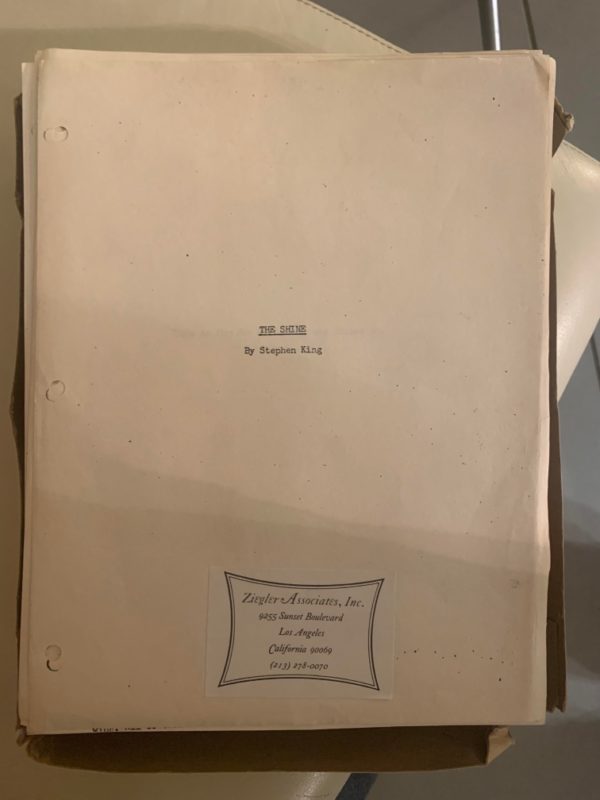 THE SHINE
By Stephen King
Ziegler Associates, Inc.
9255 Sunset Boulevard
Los Angeles
California 90069
(213) 278-0070